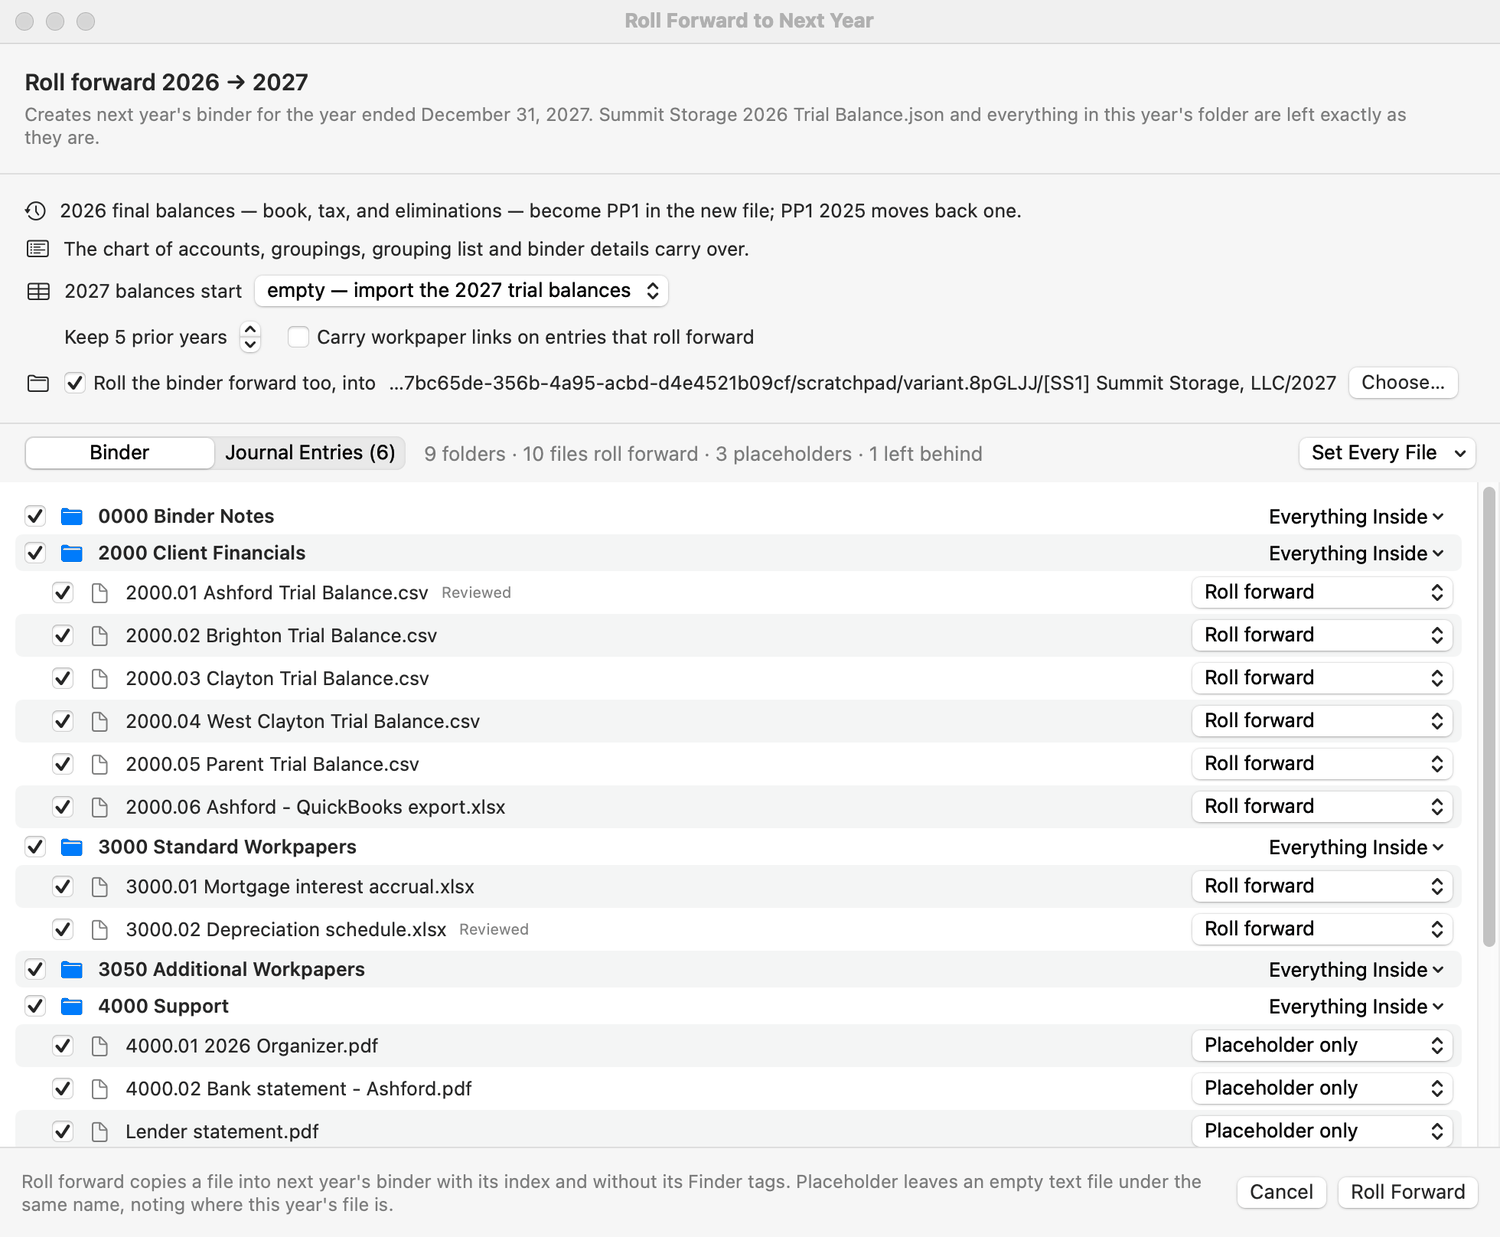 Roll Forward to Next Year
Roll forward 2026 → 2027
Creates next year's binder for the year ended December 31, 2027. Summit Storage 2026 Trial Balance.json and everything in this year's folder are left exactly as
they are.
2026 final balances — book, tax, and eliminations — become PP1 in the new file; PP1 2025 moves back one.
The chart of accounts, groupings, grouping list and binder details carry over.
2027 balances start empty — import the 2027 trial balances
Keep 5 prior years Carry workpaper links on entries that roll forward
Roll the binder forward too, into ...7bc65de-356b-4a95-acbd-d4e4521b09cf/scratchpad/variant.8pGLJJ/[SS1] Summit Storage, LLC/2027 Choose...
Binder Journal Entries (6) 9 folders · 10 files roll forward · 3 placeholders · 1 left behind Set Every File
0000 Binder Notes Everything Inside
2000 Client Financials Everything Inside
2000.01 Ashford Trial Balance.csv Reviewed Roll forward
2000.02 Brighton Trial Balance.csv Roll forward
2000.03 Clayton Trial Balance.csv Roll forward
2000.04 West Clayton Trial Balance.csv Roll forward
2000.05 Parent Trial Balance.csv Roll forward
2000.06 Ashford - QuickBooks export.xlsx Roll forward
3000 Standard Workpapers Everything Inside
3000.01 Mortgage interest accrual.xlsx Roll forward
3000.02 Depreciation schedule.xlsx Reviewed Roll forward
3050 Additional Workpapers Everything Inside
4000 Support Everything Inside
4000.01 2026 Organizer.pdf Placeholder only
4000.02 Bank statement - Ashford.pdf Placeholder only
Lender statement.pdf Placeholder only
Roll forward copies a file into next year's binder with its index and without its Finder tags. Placeholder leaves an empty text file under the
same name, noting where this year's file is.
Cancel Roll Forward